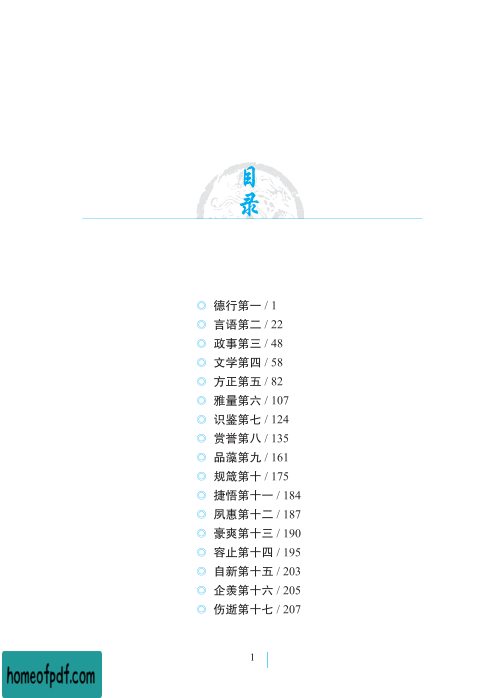 目
录
◎ 德行第一 / 1
◎ 言语第二 / 22
◎ 政事第三 / 48
◎ 文学第四 / 58
◎ 方正第五 / 82
◎ 雅量第六 / 107
◎ 识鉴第七 / 124
◎ 赏誉第八 / 135
◎ 品藻第九 / 161
◎ 规箴第十 / 175
◎ 捷悟第十一 / 184
◎ 夙惠第十二 / 187
◎ 豪爽第十三 / 190
◎ 容止第十四 / 195
◎ 自新第十五 / 203
◎ 企羡第十六 / 205
◎ 伤逝第十七 / 207
1
homeofpdf.com